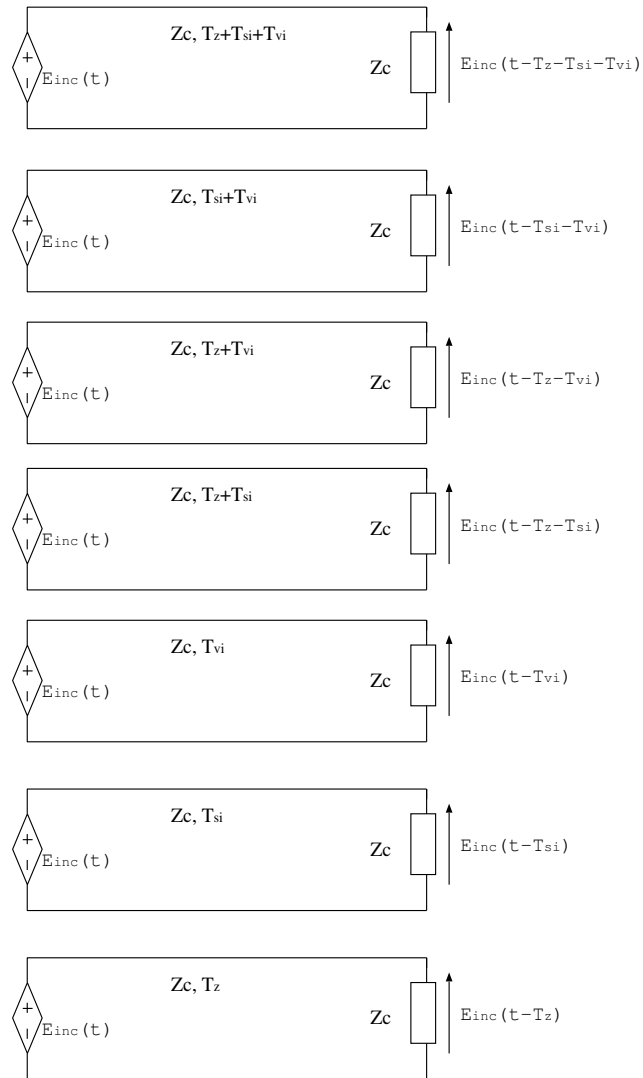 Zc, Tz+Tsi+Tvi
+
−
Einc(t)
Zc
Einc(t−Tz−Tsi−Tvi)
Zc, Tsi+Tvi
+
−
Einc(t)
Zc
Einc(t−Tsi−Tvi)
Zc, Tz+Tvi
+
−
Einc(t)
Zc
Einc(t−Tz−Tvi)
Zc, Tz+Tsi
+
−
Einc(t)
Zc
Einc(t−Tz−Tsi)
Zc, Tvi
+
−
Einc(t)
Zc
Einc(t−Tvi)
Zc, Tsi
+
−
Einc(t)
Zc
Einc(t−Tsi)
Zc, Tz
+
−
Einc(t)
Zc
Einc(t−Tz)